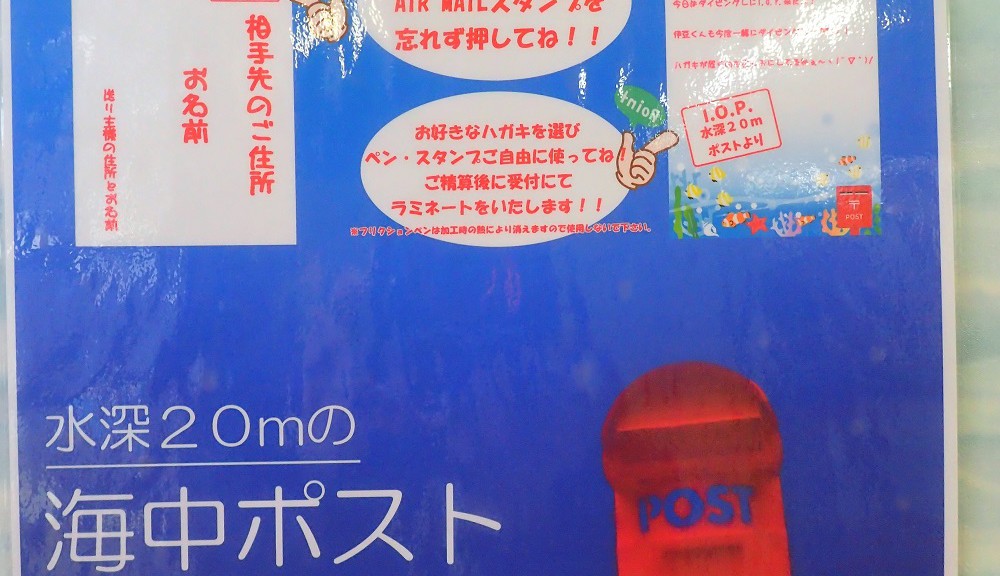 相手先のご住所
お名前
送り主様の住所とお名前
AIR MAILスタンプを
忘れず押してね！！
お好きなハガキを選び
ペン・スタンプご自由に使ってね！
ご精算後に受付にて
ラミネートをいたします！！
※フリクションペンは加工時の熱により消えますので使用しないで下さい。
I.O.P.
水深20m
ポストより
〒
POST
水深20mの
海中ポスト
POST